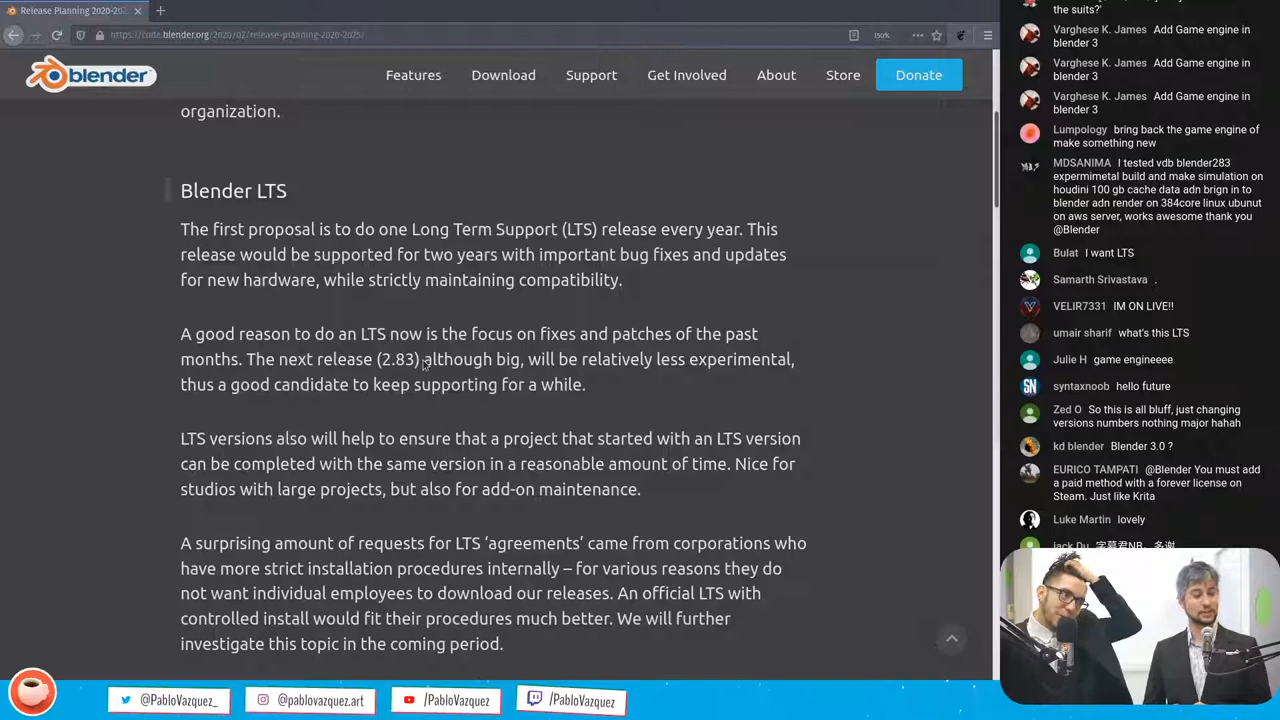 Release Planning 2020-202
https://code.blender.org/2020/02/release-planning-2020-2025/
150%
blender
Features
Download
Support
Get Involved
About
Store
Donate
organization.
Blender LTS
The first proposal is to do one Long Term Support (LTS) release every year. This
release would be supported for two years with important bug fixes and updates
for new hardware, while strictly maintaining compatibility.
A good reason to do an LTS now is the focus on fixes and patches of the past
months. The next release (2.83) although big, will be relatively less experimental,
thus a good candidate to keep supporting for a while.
LTS versions also will help to ensure that a project that started with an LTS version
can be completed with the same version in a reasonable amount of time. Nice for
studios with large projects, but also for add-on maintenance.
A surprising amount of requests for LTS ‘agreements’ came from corporations who
have more strict installation procedures internally – for various reasons they do
not want individual employees to download our releases. An official LTS with
controlled install would fit their procedures much better. We will further
investigate this topic in the coming period.
the suits?'
Varghese K. James Add Game engine in
blender 3
Varghese K. James Add Game engine in
blender 3
Varghese K. James Add Game engine in
blender 3
Lumpology bring back the game engine of
make something new
MDSANIMA I tested vdb blender283
expermimetal build and make simulation on
houdini 100 gb cache data adn brign in to
blender adn render on 384core linux ubunut
on aws server, works awesome thank you
@Blender
Bulat I want LTS
Samarth Srivastava .
VELIR7331 IM ON LIVE!!
umair sharif what's this LTS
Julie H game engineeee
SN
syntaxnoob hello future
Zed O So this is all bluff, just changing
versions numbers nothing major hahah
kd blender Blender 3.0 ?
EURICO TAMPATI @Blender You must add
a paid method with a forever license on
Steam. Just like Krita
Luke Martin lovely
jack Du 字幕君NB，多谢
@PabloVazquez_
@pablovazquez.art
/PabloVazquez
/PabloVazquez